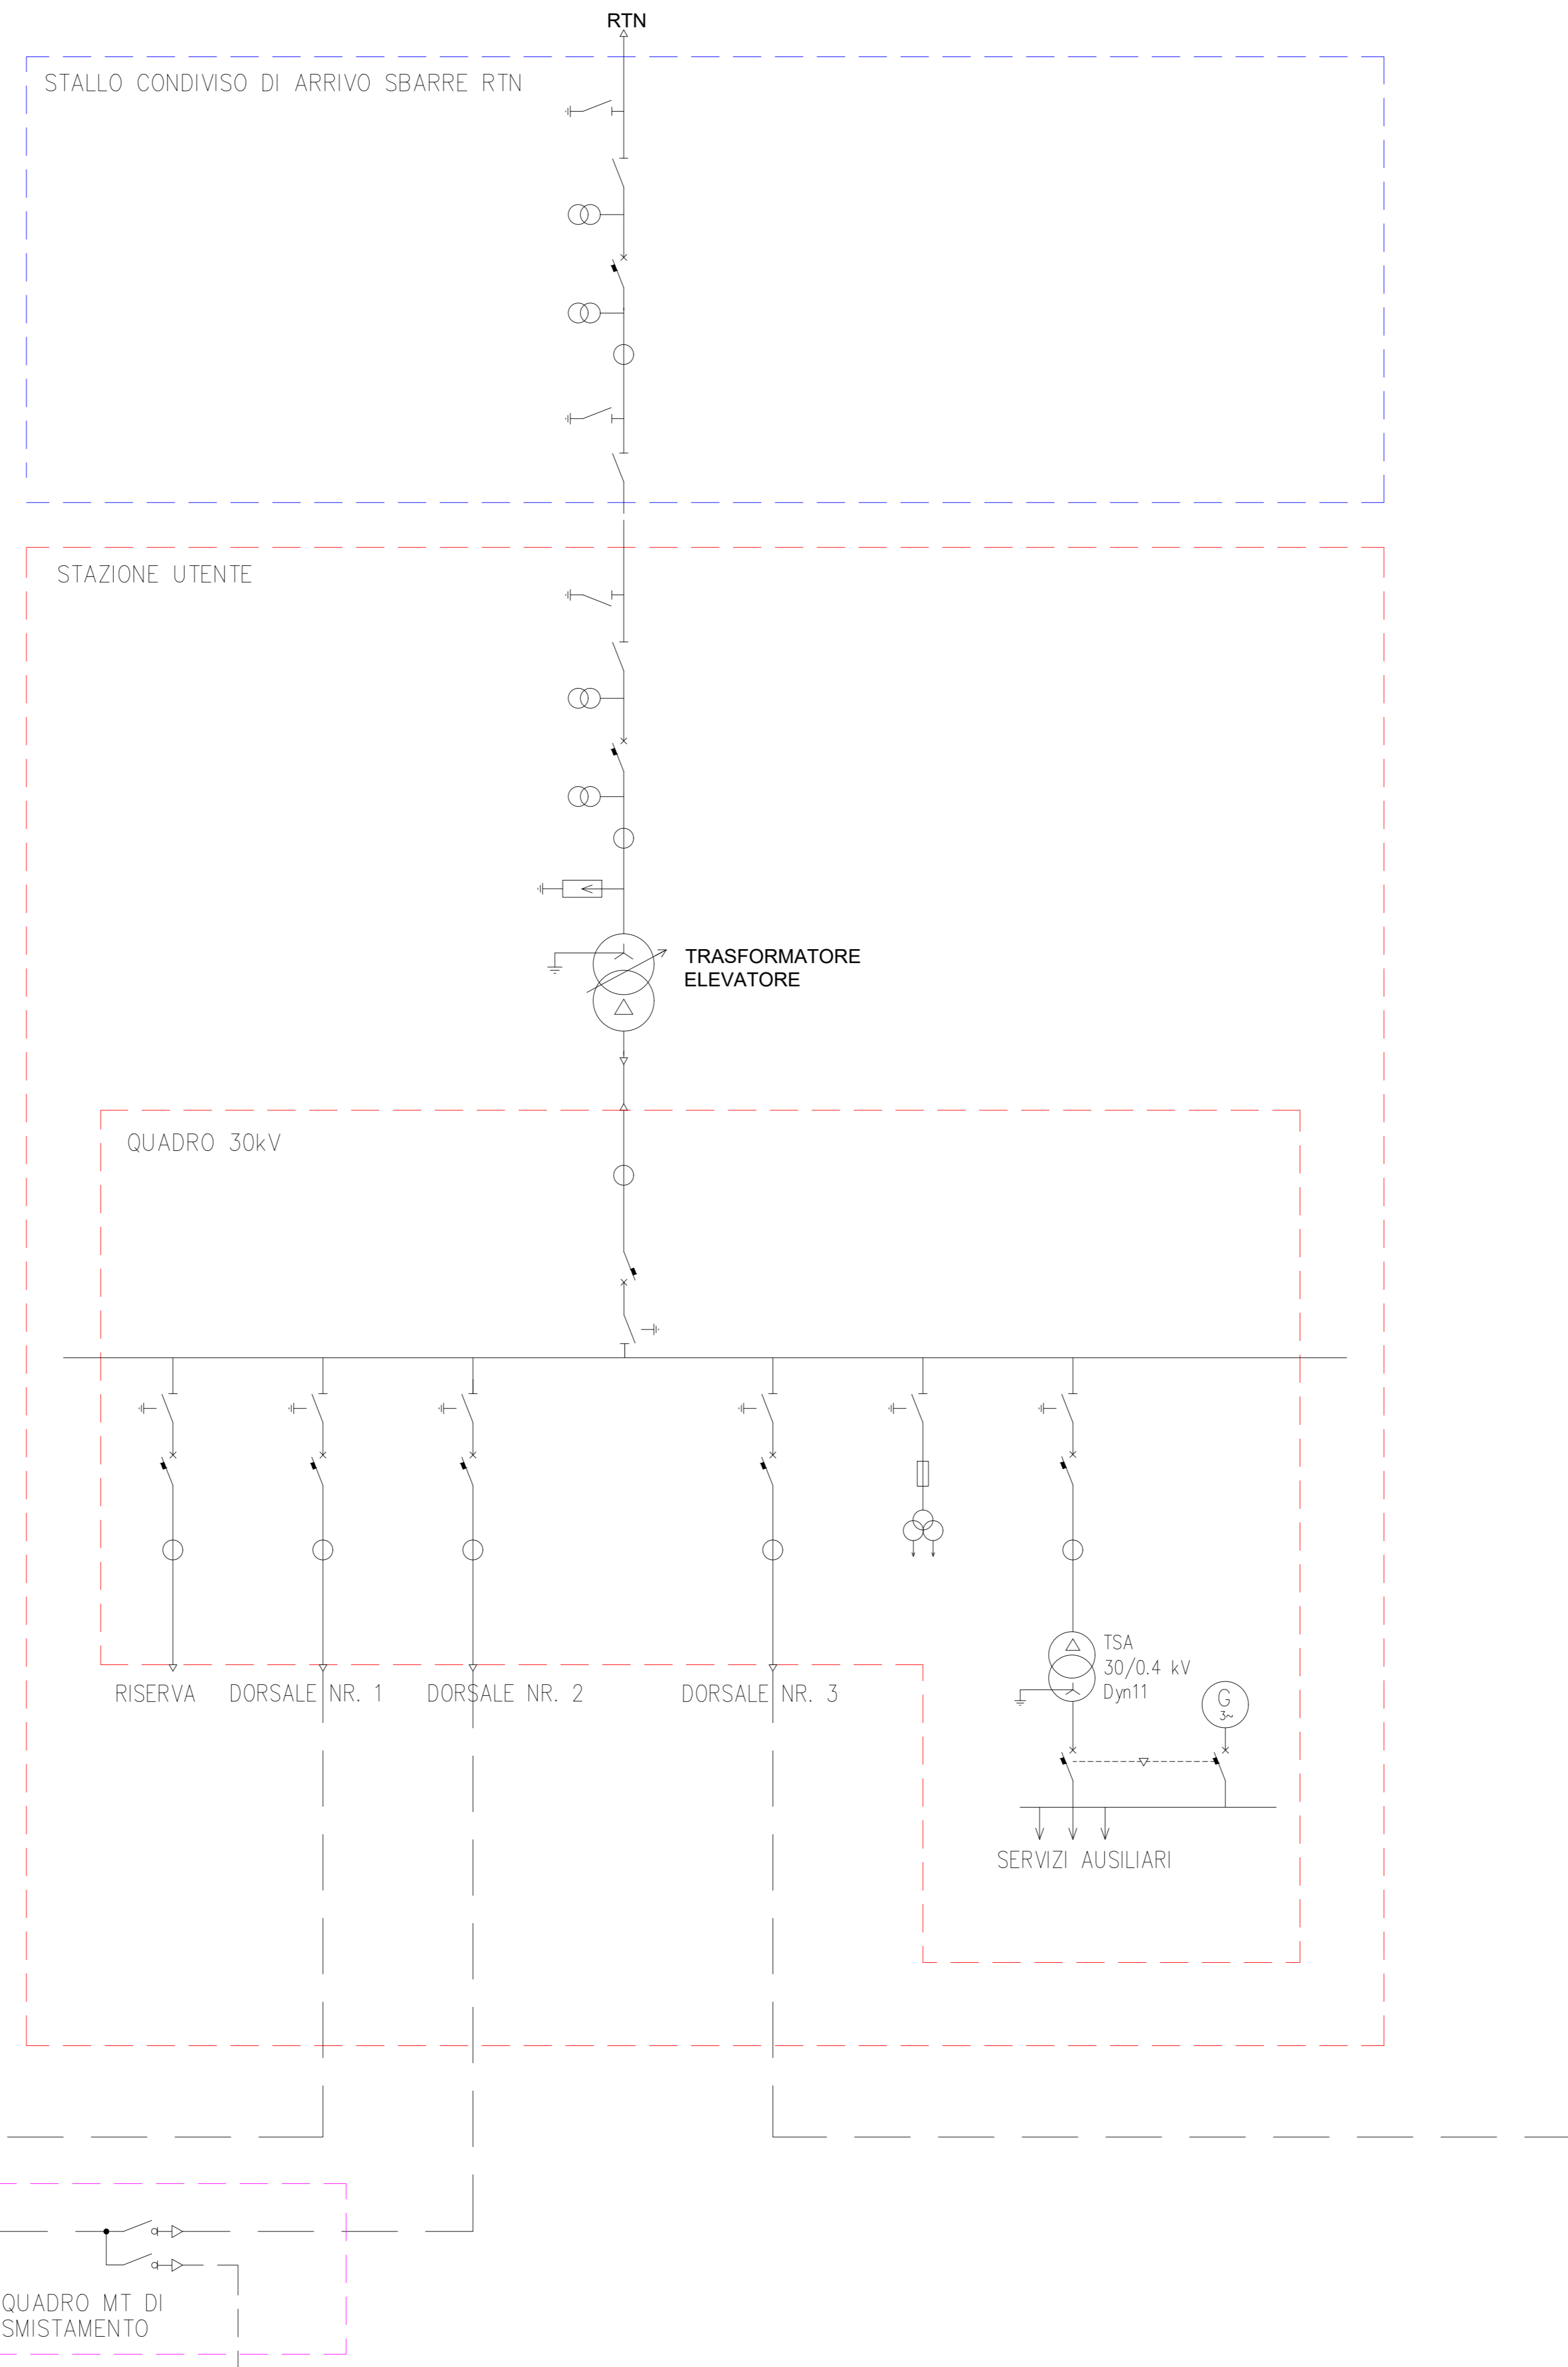 RTN
STALLO CONDIVISO DI ARRIVO SBARRE RTN
STAZIONE UTENTE
TRASFORMATORE
ELEVATORE
QUADRO 30kV
TSA
30/0.4 kV
Dyn11
RISERVA
DORSALE NR. 1
DORSALE NR. 2
DORSALE NR. 3
G
3~
SERVIZI AUSILIARI
QUADRO MT DI
SMISTAMENTO